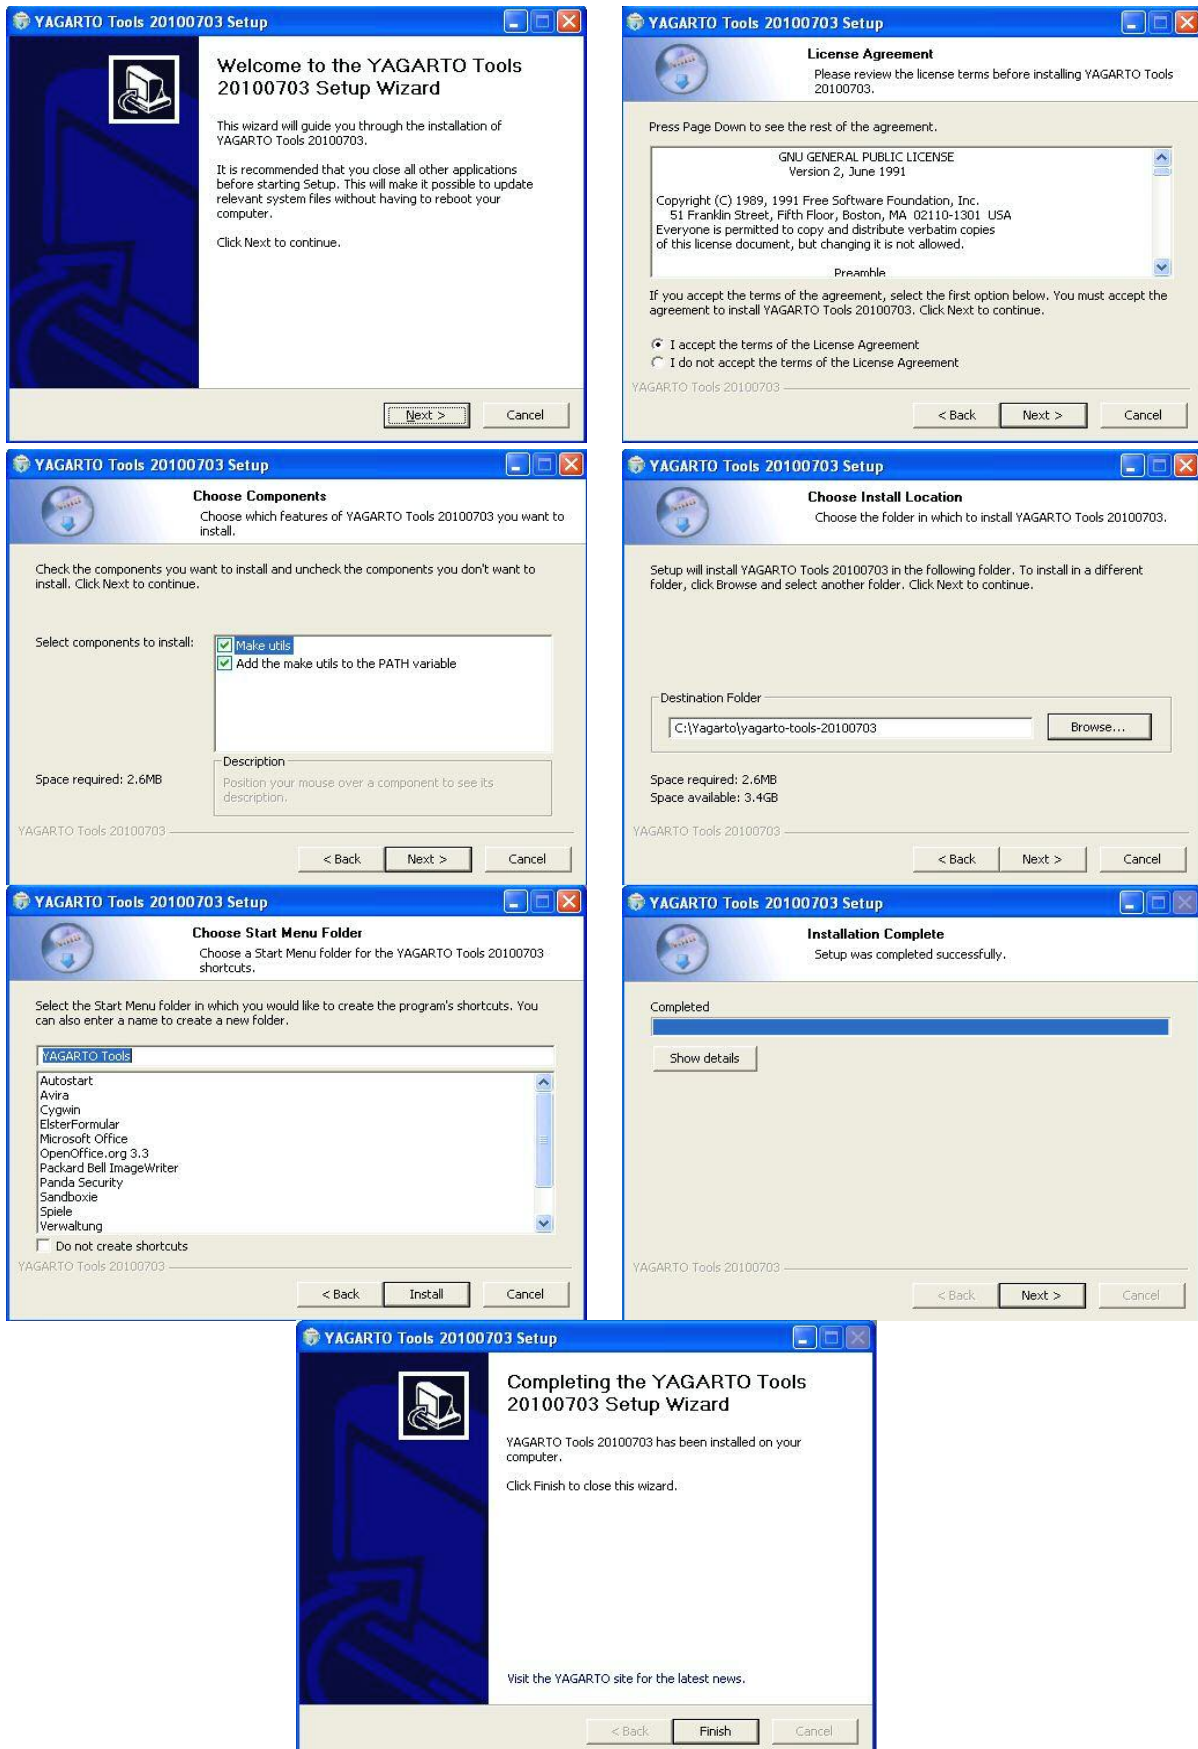 YAGARTO Tools 20100703 Setup
Welcome to the YAGARTO Tools
20100703 Setup Wizard
This wizard will guide you through the installation of
YAGARTO Tools 20100703.
It is recommended that you close all other applications
before starting Setup. This will make it possible to update
relevant system files without having to reboot your
computer.
Click Next to continue.
Next >
Cancel
YAGARTO Tools 20100703 Setup
License Agreement
Please review the license terms before installing YAGARTO Tools
20100703.
Press Page Down to see the rest of the agreement.
GNU GENERAL PUBLIC LICENSE
Version 2, June 1991
Copyright (C) 1989, 1991 Free Software Foundation, Inc.
51 Franklin Street, Fifth Floor, Boston, MA 02110-1301 USA
Everyone is permitted to copy and distribute verbatim copies
of this license document, but changing it is not allowed.
Preamble
If you accept the terms of the agreement, select the first option below. You must accept the
agreement to install YAGARTO Tools 20100703. Click Next to continue.
I accept the terms of the License Agreement
I do not accept the terms of the License Agreement
YAGARTO Tools 20100703
< Back
Next >
Cancel
YAGARTO Tools 20100703 Setup
Choose Components
Choose which features of YAGARTO Tools 20100703 you want to
install.
Check the components you want to install and uncheck the components you don't want to
install. Click Next to continue.
Select components to install:
Make utils
Add the make utils to the PATH variable
Space required: 2.6MB
Description
Position your mouse over a component to see its
description.
YAGARTO Tools 20100703
< Back
Next >
Cancel
YAGARTO Tools 20100703 Setup
Choose Install Location
Choose the folder in which to install YAGARTO Tools 20100703.
Setup will install YAGARTO Tools 20100703 in the following folder. To install in a different
folder, click Browse and select another folder. Click Next to continue.
Destination Folder
C:\Yagarto\yagarto-tools-20100703
Browse...
Space required: 2.6MB
Space available: 3.4GB
YAGARTO Tools 20100703
< Back
Next >
Cancel
YAGARTO Tools 20100703 Setup
Choose Start Menu Folder
Choose a Start Menu folder for the YAGARTO Tools 20100703
shortcuts.
Select the Start Menu folder in which you would like to create the program's shortcuts. You
can also enter a name to create a new folder.
YAGARTO Tools
Autostart
Avira
Cygwin
ElsterFormular
Microsoft Office
OpenOffice.org 3.3
Packard Bell ImageWriter
Panda Security
Sandboxie
Spiele
Verwaltung
Do not create shortcuts
YAGARTO Tools 20100703
< Back
Install
Cancel
YAGARTO Tools 20100703 Setup
Installation Complete
Setup was completed successfully.
Completed
Show details
YAGARTO Tools 20100703
< Back
Next >
Cancel
YAGARTO Tools 20100703 Setup
Completing the YAGARTO Tools
20100703 Setup Wizard
YAGARTO Tools 20100703 has been installed on your
computer.
Click Finish to close this wizard.
Visit the YAGARTO site for the latest news.
< Back
Finish
Cancel